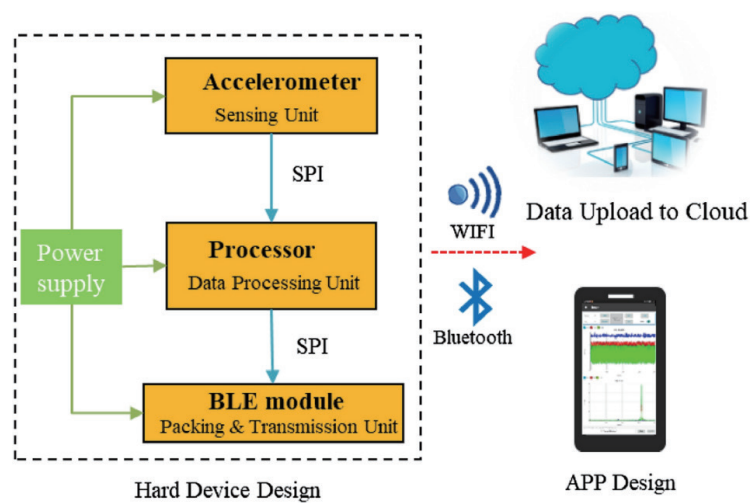 Accelerometer
Sensing Unit
SPI
Power
supply
Processor
Data Processing Unit
SPI
BLE module
Packing & Transmission Unit
Hard Device Design
WIFI
Bluetooth
Data Upload to Cloud
APP Design